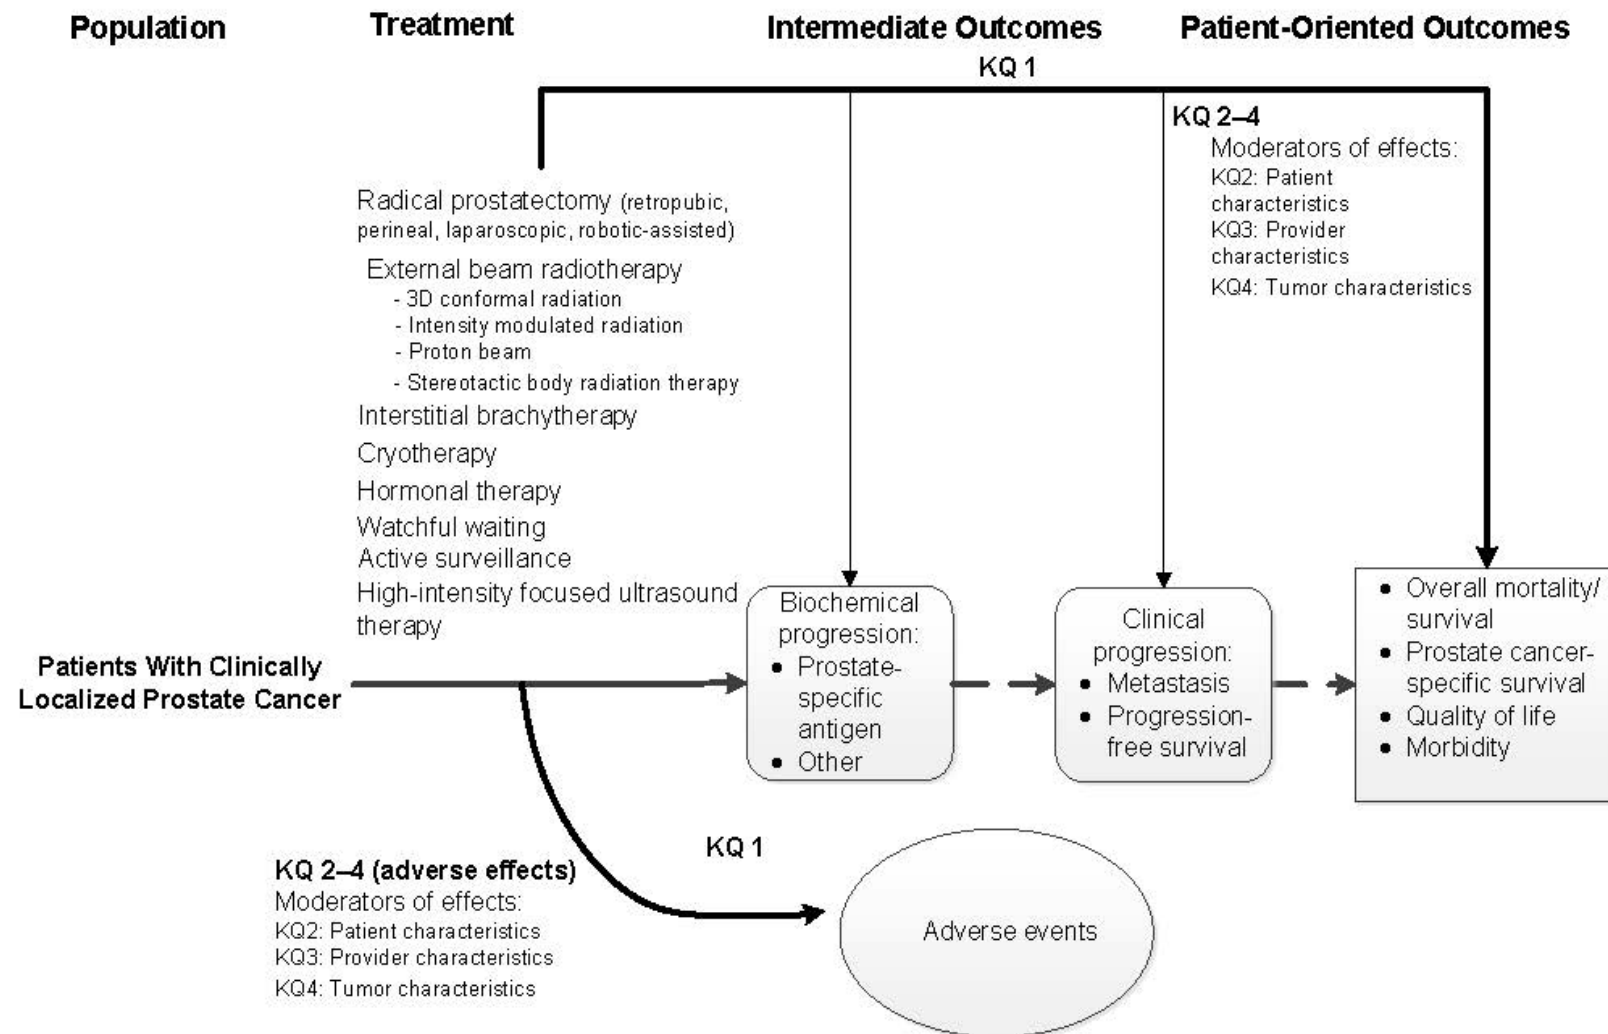 Population
Treatment
Intermediate Outcomes
Patient-Oriented Outcomes
KQ 1
KQ 2–4
Moderators of effects:
KQ2: Patient
characteristics
KQ3: Provider
characteristics
KQ4: Tumor characteristics
Radical prostatectomy (retropubic,
perineal, laparoscopic, robotic-assisted)
External beam radiotherapy
- 3D conformal radiation
- Intensity modulated radiation
- Proton beam
- Stereotactic body radiation therapy
Interstitial brachytherapy
Cryotherapy
Hormonal therapy
Watchful waiting
Active surveillance
High-intensity focused ultrasound
therapy
Patients With Clinically
Localized Prostate Cancer
Biochemical
progression:
• Prostate-
specific
antigen
• Other
Clinical
progression:
• Metastasis
• Progression-
free survival
• Overall mortality/
survival
• Prostate cancer-
specific survival
• Quality of life
• Morbidity
KQ 1
KQ 2–4 (adverse effects)
Moderators of effects:
KQ2: Patient characteristics
KQ3: Provider characteristics
KQ4: Tumor characteristics
Adverse events